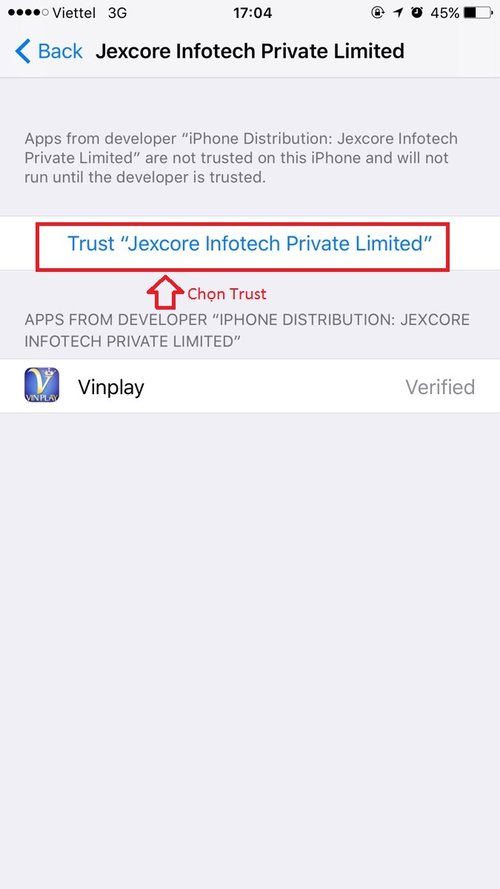 Viettel 3G 17:04 45%
Back Jexcore Infotech Private Limited
Apps from developer “iPhone Distribution: Jexcore Infotech
Private Limited” are not trusted on this iPhone and will not
run until the developer is trusted.
Trust “Jexcore Infotech Private Limited”
Chọn Trust
APPS FROM DEVELOPER “IPHONE DISTRIBUTION: JEXCORE
INFOTECH PRIVATE LIMITED”
VINPLAY
Vinplay Verified